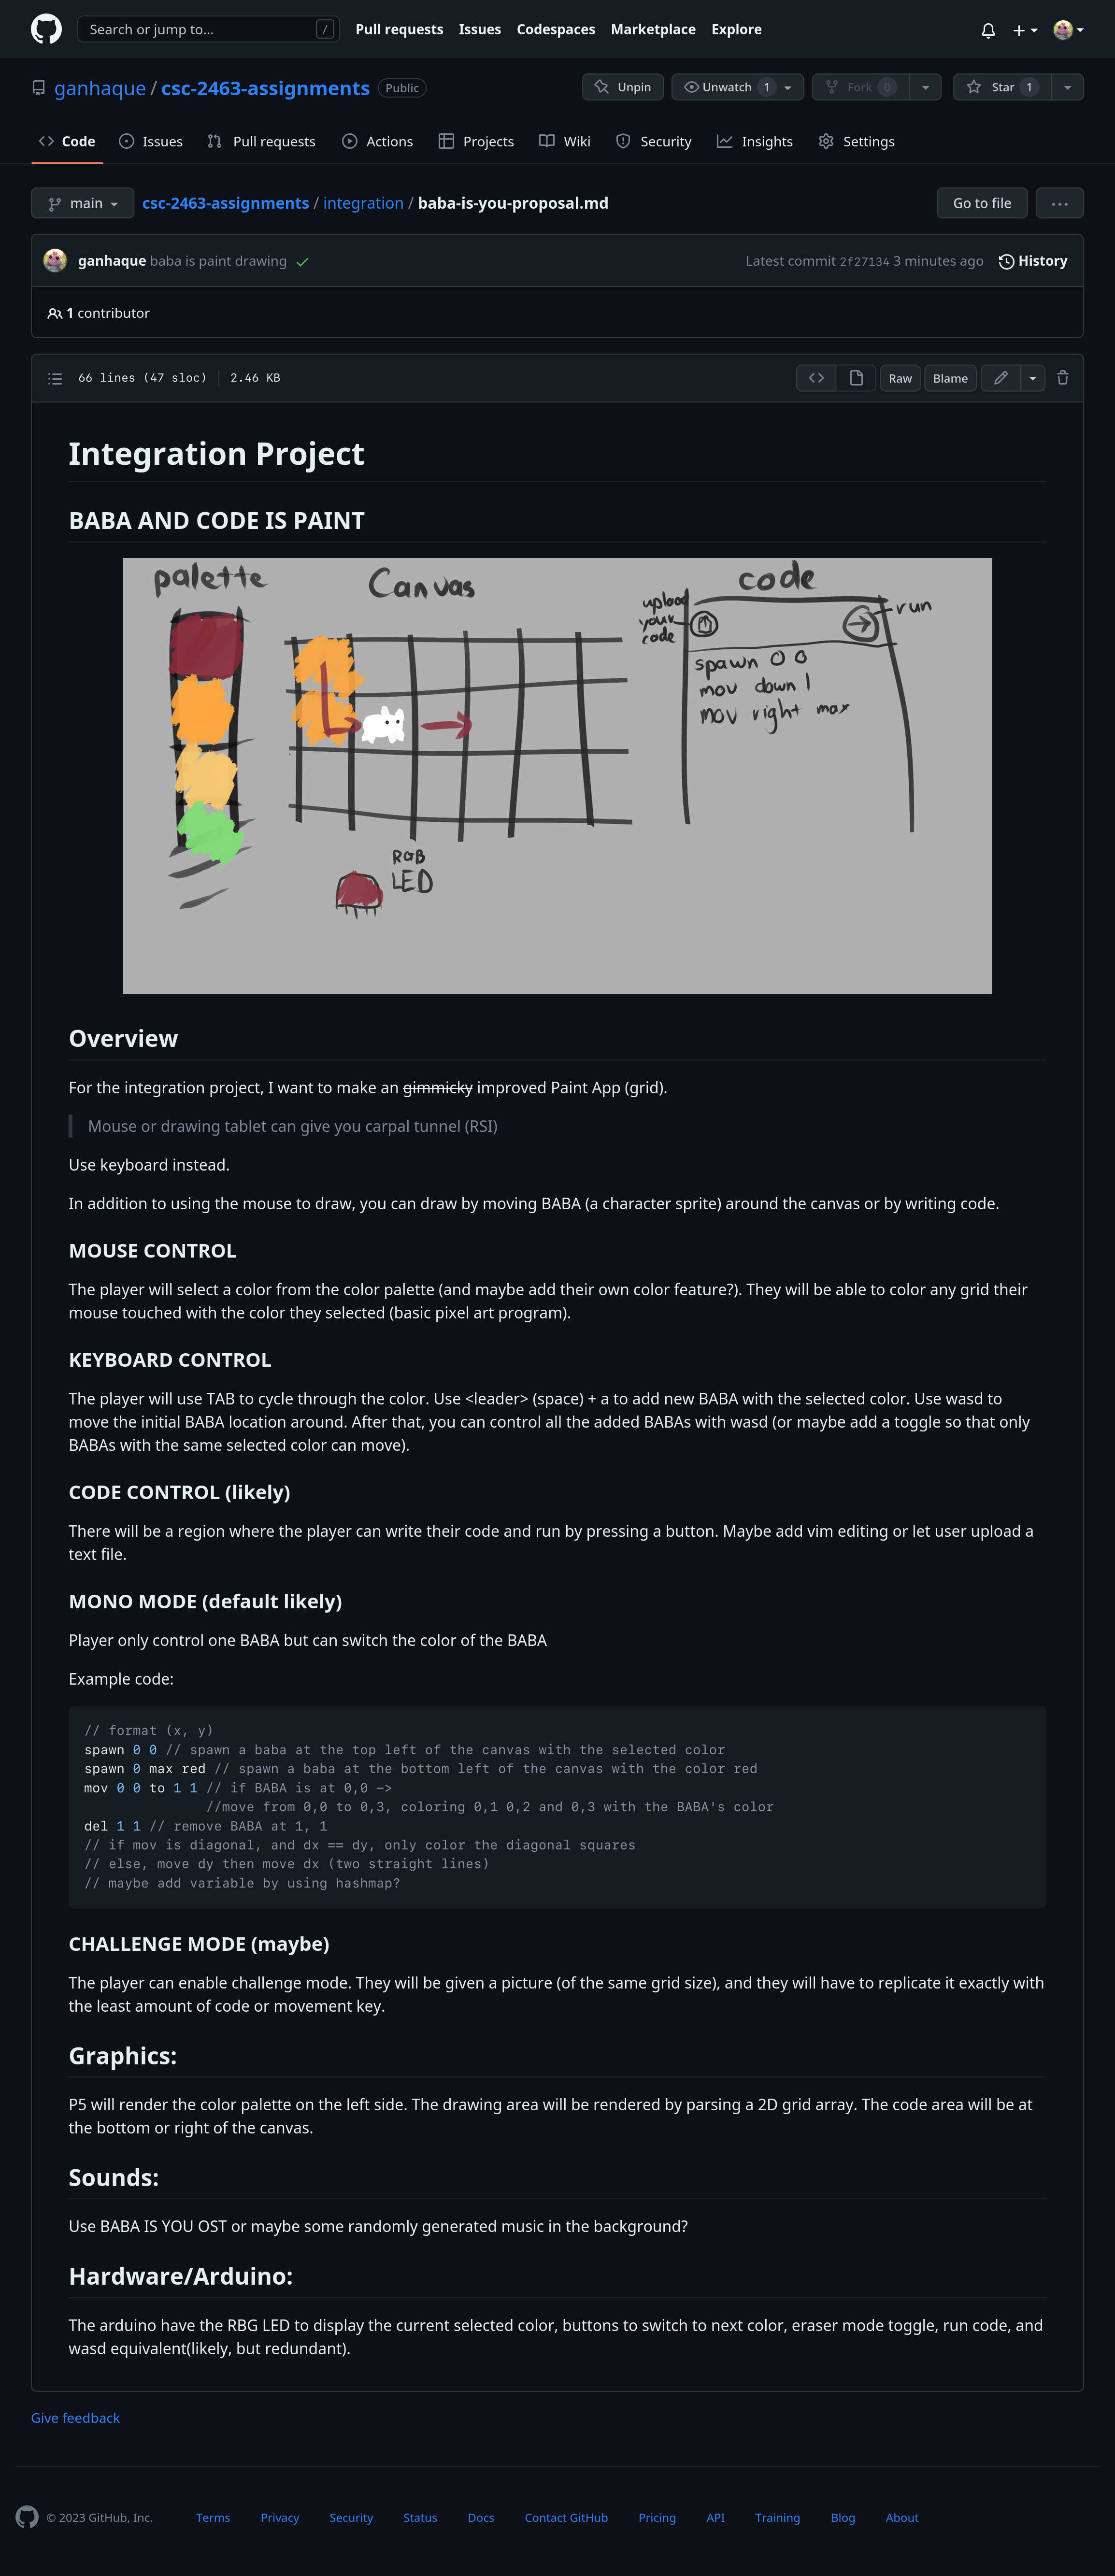 Search or jump to...
/
Pull requests Issues Codespaces Marketplace Explore
ganhaque / csc-2463-assignments Public
Unpin Unwatch 1 Fork 0 Star 1
Code Issues Pull requests Actions Projects Wiki Security Insights Settings
main csc-2463-assignments / integration / baba-is-you-proposal.md Go to file ...
ganhaque baba is paint drawing Latest commit 2f27134 3 minutes ago History
1 contributor
66 lines (47 sloc) 2.46 KB Raw Blame
Integration Project
BABA AND CODE IS PAINT
palette Canvas code
upload
your
code
run
spawn 0 0
mov down 1
mov right max
RGB
LED
Overview
For the integration project, I want to make an gimmicky improved Paint App (grid).
Mouse or drawing tablet can give you carpal tunnel (RSI)
Use keyboard instead.
In addition to using the mouse to draw, you can draw by moving BABA (a character sprite) around the canvas or by writing code.
MOUSE CONTROL
The player will select a color from the color palette (and maybe add their own color feature?). They will be able to color any grid their
mouse touched with the color they selected (basic pixel art program).
KEYBOARD CONTROL
The player will use TAB to cycle through the color. Use <leader> (space) + a to add new BABA with the selected color. Use wasd to
move the initial BABA location around. After that, you can control all the added BABAs with wasd (or maybe add a toggle so that only
BABAs with the same selected color can move).
CODE CONTROL (likely)
There will be a region where the player can write their code and run by pressing a button. Maybe add vim editing or let user upload a
text file.
MONO MODE (default likely)
Player only control one BABA but can switch the color of the BABA
Example code:
// format (x, y)
spawn 0 0 // spawn a baba at the top left of the canvas with the selected color
spawn 0 max red // spawn a baba at the bottom left of the canvas with the color red
mov 0 0 to 1 1 // if BABA is at 0,0 —>
//move from 0,0 to 0,3, coloring 0,1 0,2 and 0,3 with the BABA's color
del 1 1 // remove BABA at 1, 1
// if mov is diagonal, and dx == dy, only color the diagonal squares
// else, move dy then move dx (two straight lines)
// maybe add variable by using hashmap?
CHALLENGE MODE (maybe)
The player can enable challenge mode. They will be given a picture (of the same grid size), and they will have to replicate it exactly with
the least amount of code or movement key.
Graphics:
P5 will render the color palette on the left side. The drawing area will be rendered by parsing a 2D grid array. The code area will be at
the bottom or right of the canvas.
Sounds:
Use BABA IS YOU OST or maybe some randomly generated music in the background?
Hardware/Arduino:
The arduino have the RBG LED to display the current selected color, buttons to switch to next color, eraser mode toggle, run code, and
wasd equivalent(likely, but redundant).
Give feedback
© 2023 GitHub, Inc. Terms Privacy Security Status Docs Contact GitHub Pricing API Training Blog About